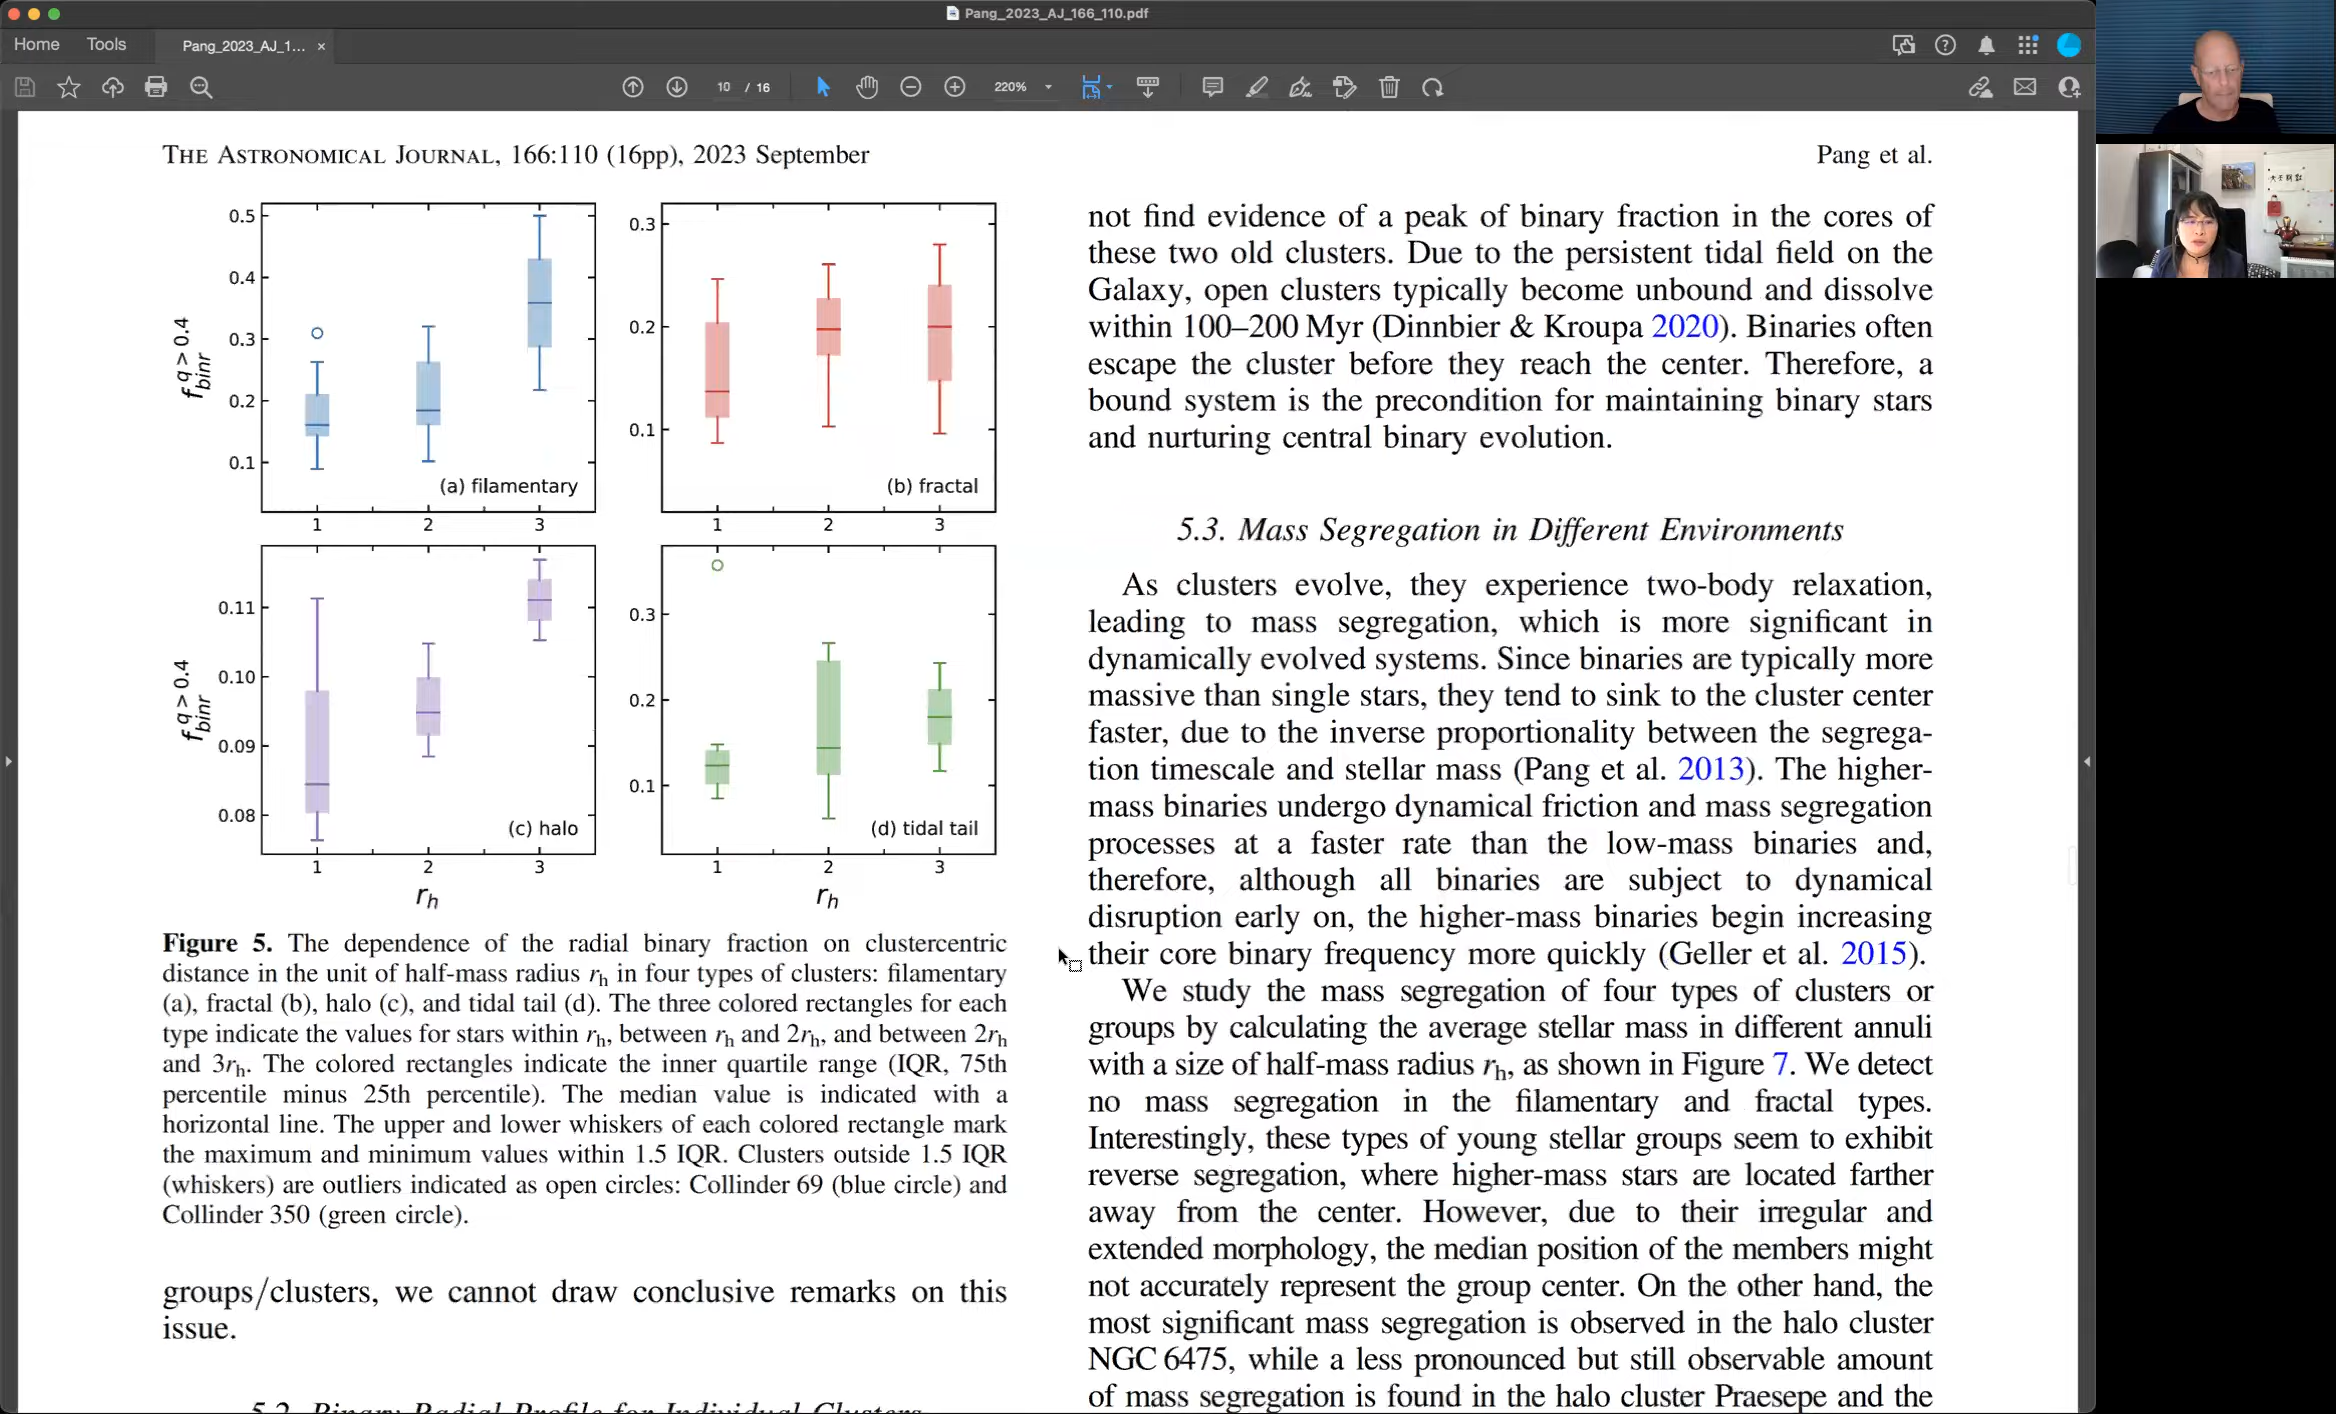 Pang_2023_AJ_166_110.pdf
Home
Tools
Pang_2023_AJ_1... ×
10 / 16
220%
THE ASTRONOMICAL JOURNAL, 166:110 (16pp), 2023 September
Pang et al.
0.5
0.4
0.3
0.2
0.1
f_binr^{q > 0.4}
(a) filamentary
1 2 3
0.3
0.2
0.1
(b) fractal
1 2 3
0.11
0.10
0.09
0.08
f_binr^{q > 0.4}
(c) halo
1 2 3
r_h
0.3
0.2
0.1
(d) tidal tail
1 2 3
r_h
Figure 5. The dependence of the radial binary fraction on clustercentric
distance in the unit of half-mass radius r_h in four types of clusters: filamentary
(a), fractal (b), halo (c), and tidal tail (d). The three colored rectangles for each
type indicate the values for stars within r_h, between r_h and 2r_h, and between 2r_h
and 3r_h. The colored rectangles indicate the inner quartile range (IQR, 75th
percentile minus 25th percentile). The median value is indicated with a
horizontal line. The upper and lower whiskers of each colored rectangle mark
the maximum and minimum values within 1.5 IQR. Clusters outside 1.5 IQR
(whiskers) are outliers indicated as open circles: Collinder 69 (blue circle) and
Collinder 350 (green circle).
groups/clusters, we cannot draw conclusive remarks on this
issue.
5.2. Binary Radial Profile for Individual Clusters
not find evidence of a peak of binary fraction in the cores of
these two old clusters. Due to the persistent tidal field on the
Galaxy, open clusters typically become unbound and dissolve
within 100–200 Myr (Dinnbier & Kroupa 2020). Binaries often
escape the cluster before they reach the center. Therefore, a
bound system is the precondition for maintaining binary stars
and nurturing central binary evolution.
5.3. Mass Segregation in Different Environments
As clusters evolve, they experience two-body relaxation,
leading to mass segregation, which is more significant in
dynamically evolved systems. Since binaries are typically more
massive than single stars, they tend to sink to the cluster center
faster, due to the inverse proportionality between the segrega-
tion timescale and stellar mass (Pang et al. 2013). The higher-
mass binaries undergo dynamical friction and mass segregation
processes at a faster rate than the low-mass binaries and,
therefore, although all binaries are subject to dynamical
disruption early on, the higher-mass binaries begin increasing
their core binary frequency more quickly (Geller et al. 2015).
We study the mass segregation of four types of clusters or
groups by calculating the average stellar mass in different annuli
with a size of half-mass radius r_h, as shown in Figure 7. We detect
no mass segregation in the filamentary and fractal types.
Interestingly, these types of young stellar groups seem to exhibit
reverse segregation, where higher-mass stars are located farther
away from the center. However, due to their irregular and
extended morphology, the median position of the members might
not accurately represent the group center. On the other hand, the
most significant mass segregation is observed in the halo cluster
NGC 6475, while a less pronounced but still observable amount
of mass segregation is found in the halo cluster Praesepe and the